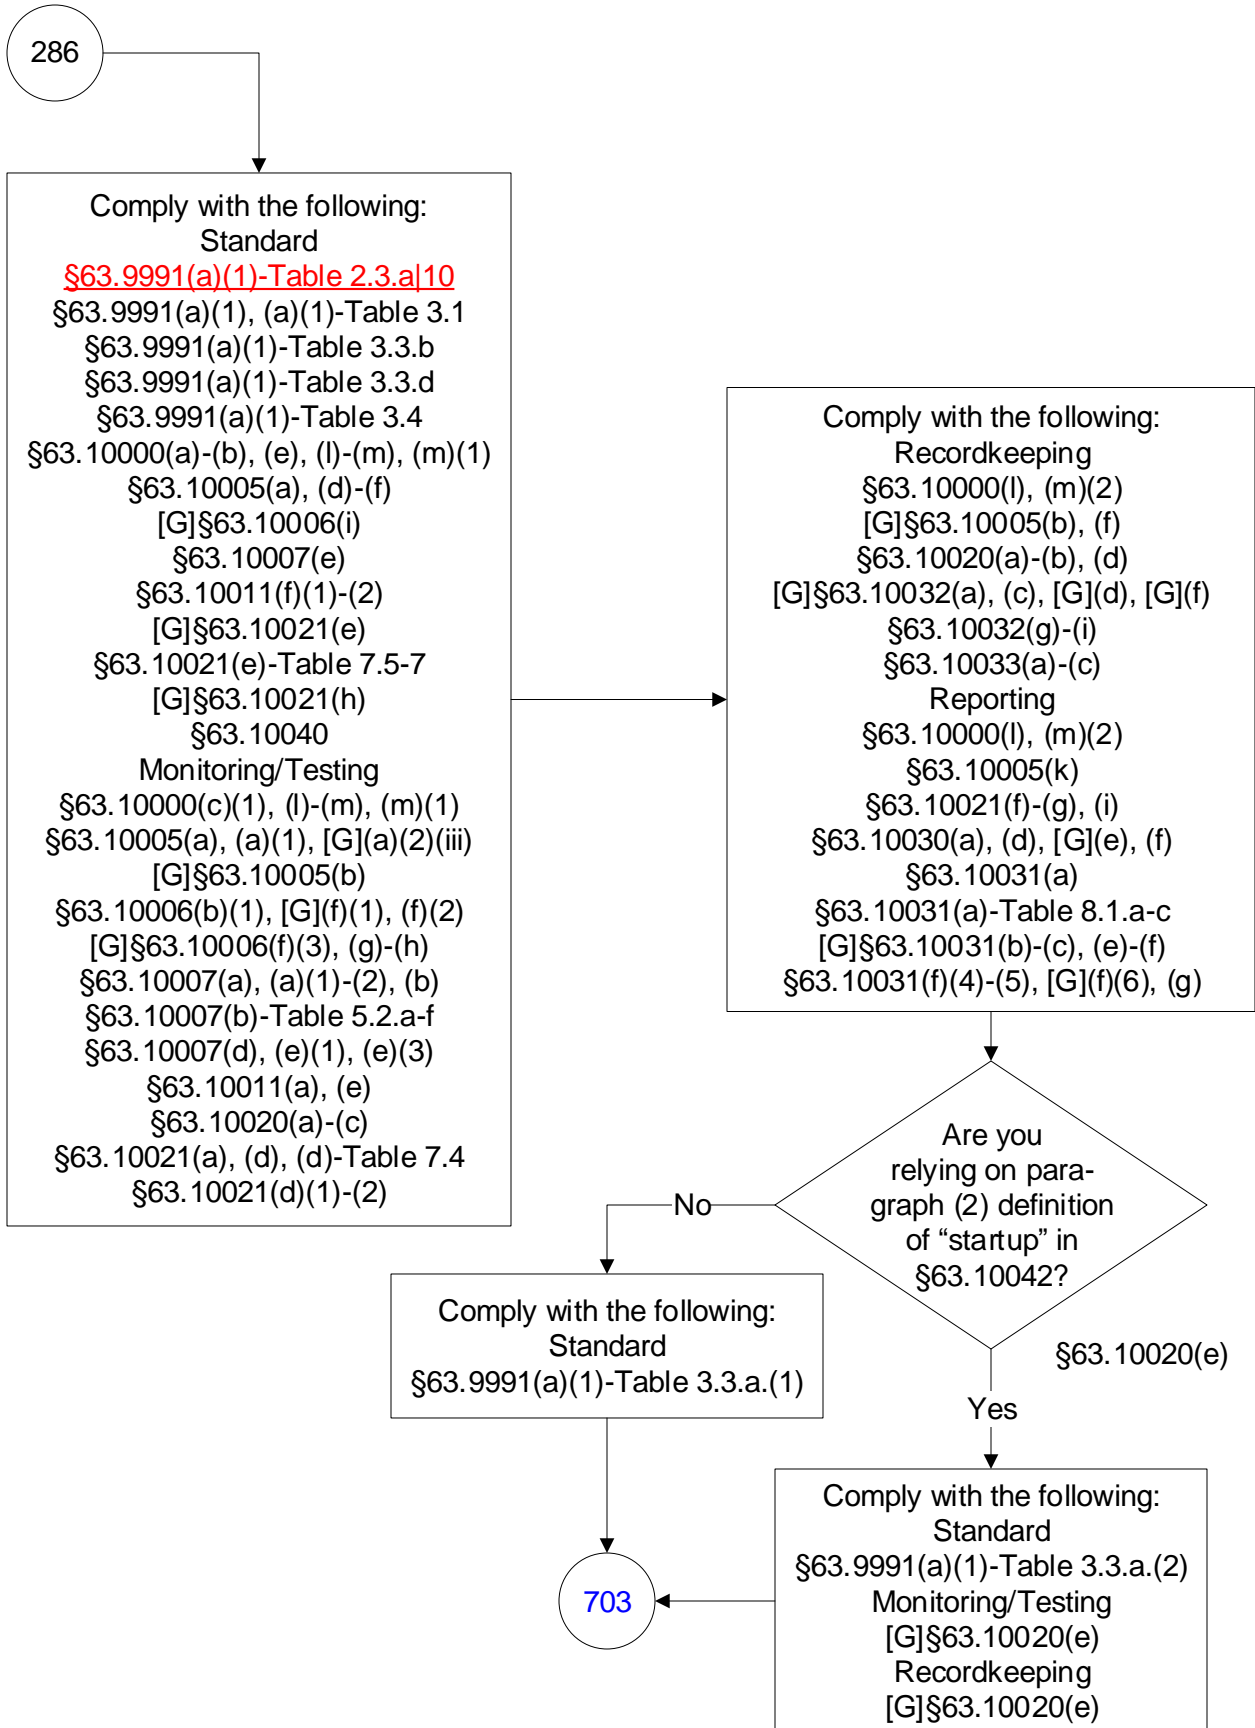 286
Comply with the following:
Standard
§63.9991(a)(1)-Table 2.3.a|10
§63.9991(a)(1), (a)(1)-Table 3.1
§63.9991(a)(1)-Table 3.3.b
§63.9991(a)(1)-Table 3.3.d
§63.9991(a)(1)-Table 3.4
§63.10000(a)-(b), (e), (l)-(m), (m)(1)
§63.10005(a), (d)-(f)
[G]§63.10006(i)
§63.10007(e)
§63.10011(f)(1)-(2)
[G]§63.10021(e)
§63.10021(e)-Table 7.5-7
[G]§63.10021(h)
§63.10040
Monitoring/Testing
§63.10000(c)(1), (l)-(m), (m)(1)
§63.10005(a), (a)(1), [G](a)(2)(iii)
[G]§63.10005(b)
§63.10006(b)(1), [G](f)(1), (f)(2)
[G]§63.10006(f)(3), (g)-(h)
§63.10007(a), (a)(1)-(2), (b)
§63.10007(b)-Table 5.2.a-f
§63.10007(d), (e)(1), (e)(3)
§63.10011(a), (e)
§63.10020(a)-(c)
§63.10021(a), (d), (d)-Table 7.4
§63.10021(d)(1)-(2)
Comply with the following:
Recordkeeping
§63.10000(l), (m)(2)
[G]§63.10005(b), (f)
§63.10020(a)-(b), (d)
[G]§63.10032(a), (c), [G](d), [G](f)
§63.10032(g)-(i)
§63.10033(a)-(c)
Reporting
§63.10000(l), (m)(2)
§63.10005(k)
§63.10021(f)-(g), (i)
§63.10030(a), (d), [G](e), (f)
§63.10031(a)
§63.10031(a)-Table 8.1.a-c
[G]§63.10031(b)-(c), (e)-(f)
§63.10031(f)(4)-(5), [G](f)(6), (g)
Are you
relying on para-
graph (2) definition
of “startup” in
§63.10042?
§63.10020(e)
No
Comply with the following:
Standard
§63.9991(a)(1)-Table 3.3.a.(1)
Yes
Comply with the following:
Standard
§63.9991(a)(1)-Table 3.3.a.(2)
Monitoring/Testing
[G]§63.10020(e)
Recordkeeping
[G]§63.10020(e)
703